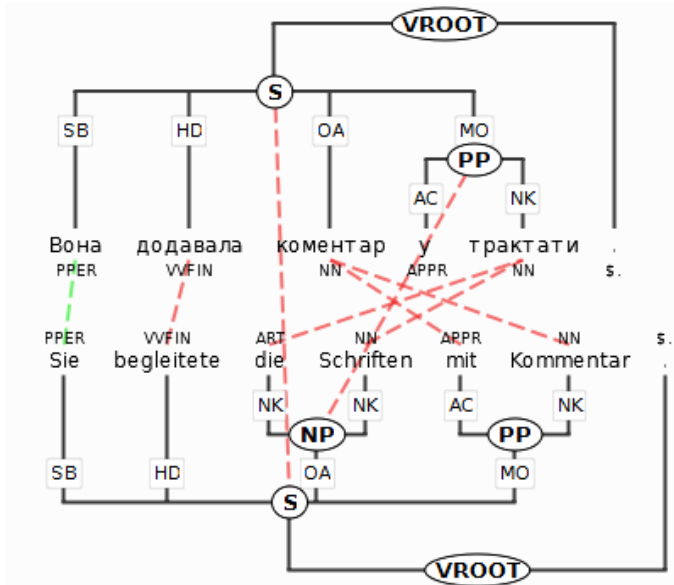 VROOT
S
SB HD OA MO
PP
AC NK
Вона додавала коментар у трактати .
PPER VVFIN NN APPR NN $.
PPER VVFIN ART NN APPR NN $.
Sie begleitete die Schriften mit Kommentar .
NK NK AC NK
NP PP
SB HD OA MO
S
VROOT